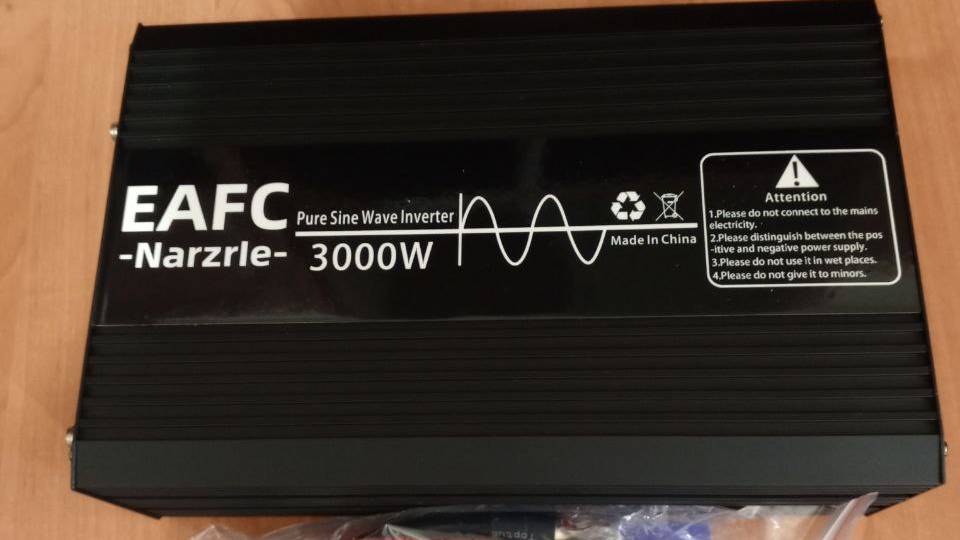 EAFC
-Narzrle-
Pure Sine Wave Inverter
3000W
Made In China
Attention
1.Please do not connect to the mains
electricity.
2.Please distinguish between the pos
-itive and negative power supply.
3.Please do not use it in wet places.
4.Please do not give it to minors.